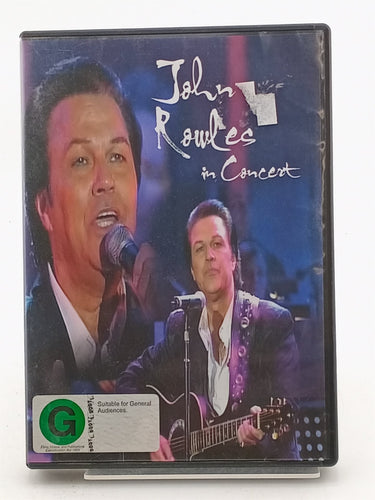 John
Rowles
in Concert
G
Suitable for General
Audiences.